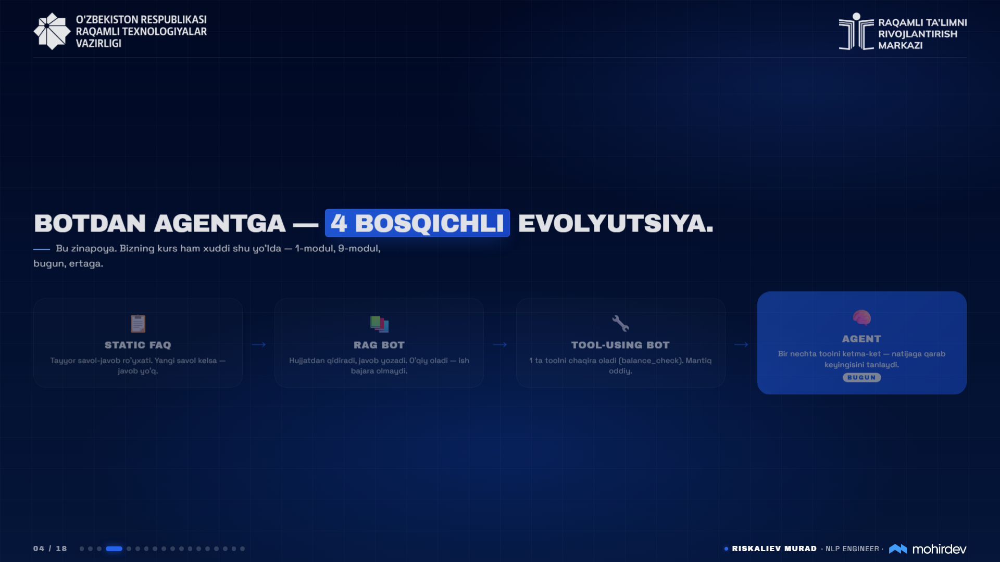 O'ZBEKISTON RESPUBLIKASI
RAQAMLI TEXNOLOGIYALAR
VAZIRLIGI
RAQAMLI TA'LIMNI
RIVOJLANTIRISH
MARKAZI
BOTDAN AGENTGA — 4 BOSQICHLI EVOLYUTSIYA.
— Bu zinapoya. Bizning kurs ham xuddi shu yo'lda — 1-modul, 9-modul,
bugun, ertaga.
STATIC FAQ
Tayyor savol-javob ro'yxati. Yangi savol kelsa —
javob yo'q.
→
RAG BOT
Hujjatdan qidiradi, javob yozadi. O'qiy oladi — ish
bajara olmaydi.
→
TOOL-USING BOT
1 ta toolni chaqira oladi (balance_check). Mantiq
oddiy.
→
AGENT
Bir nechta toolni ketma-ket — natijaga qarab
keyingisini tanlaydi.
BUGUN
04 / 18
RISKALIEV MURAD · NLP ENGINEER · mohirdev